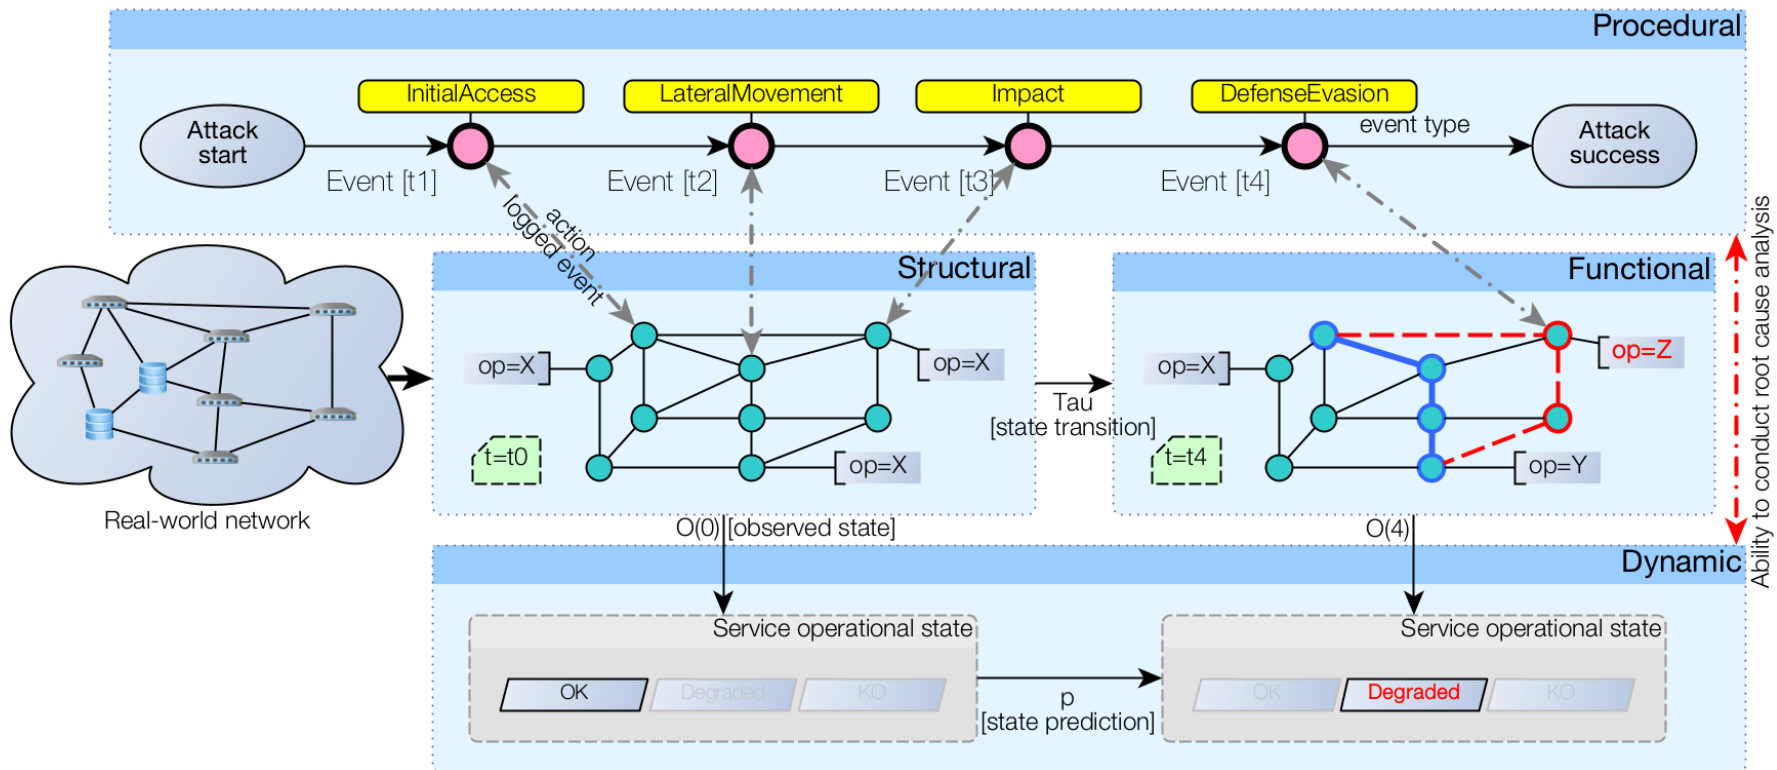 Procedural
InitialAccess
LateralMovement
Impact
DefenseEvasion
Attack
start
event type
Attack
success
Event [t1]
Event [t2]
Event [t3]
Event [t4]
action
logged event
Ability to conduct root cause analysis
Structural
Functional
op=X
op=X
op=X
t=t0
Tau
[state transition]
op=X
op=Z
op=Y
t=t4
Real-world network
O(0) [observed state]
O(4)
Dynamic
Service operational state
OK
Degraded
KO
p
[state prediction]
Service operational state
OK
Degraded
KO